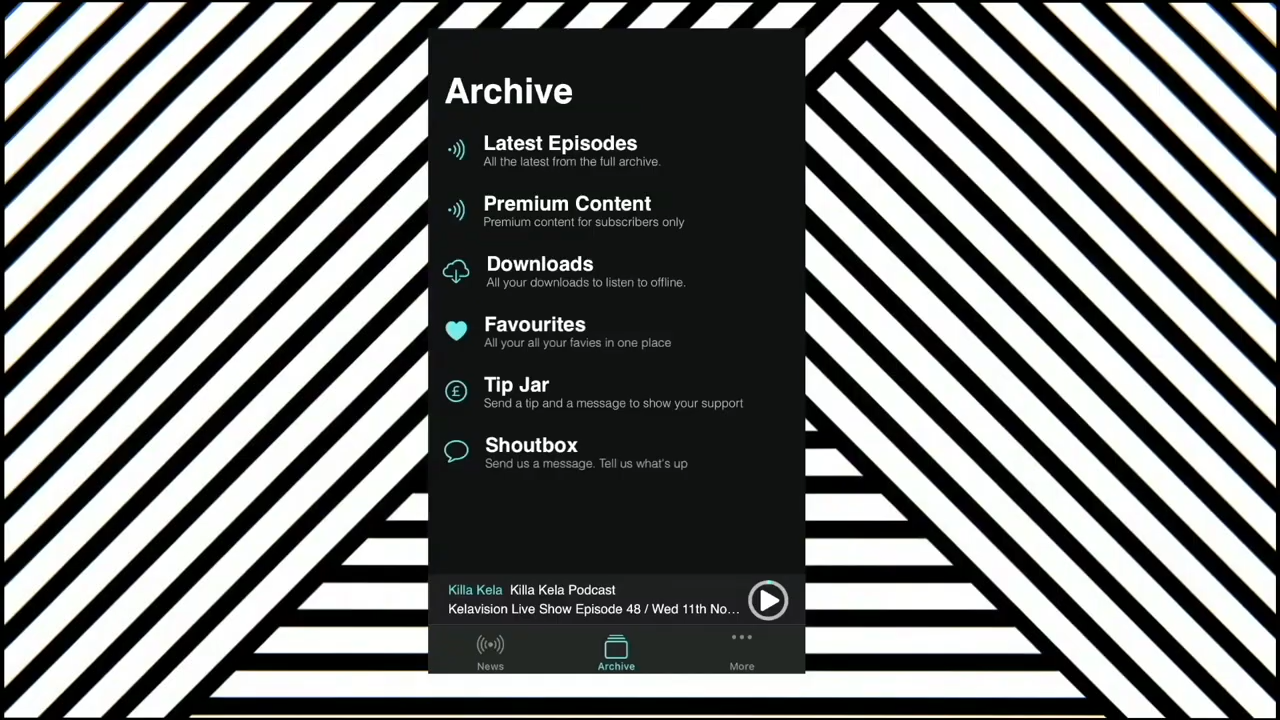 Archive
Latest Episodes
All the latest from the full archive.
Premium Content
Premium content for subscribers only
Downloads
All your downloads to listen to offline.
Favourites
All your all your favies in one place
£
Tip Jar
Send a tip and a message to show your support
Shoutbox
Send us a message. Tell us what's up
Killa Kela Killa Kela Podcast
Kelavision Live Show Episode 48 / Wed 11th No...
News
Archive
More